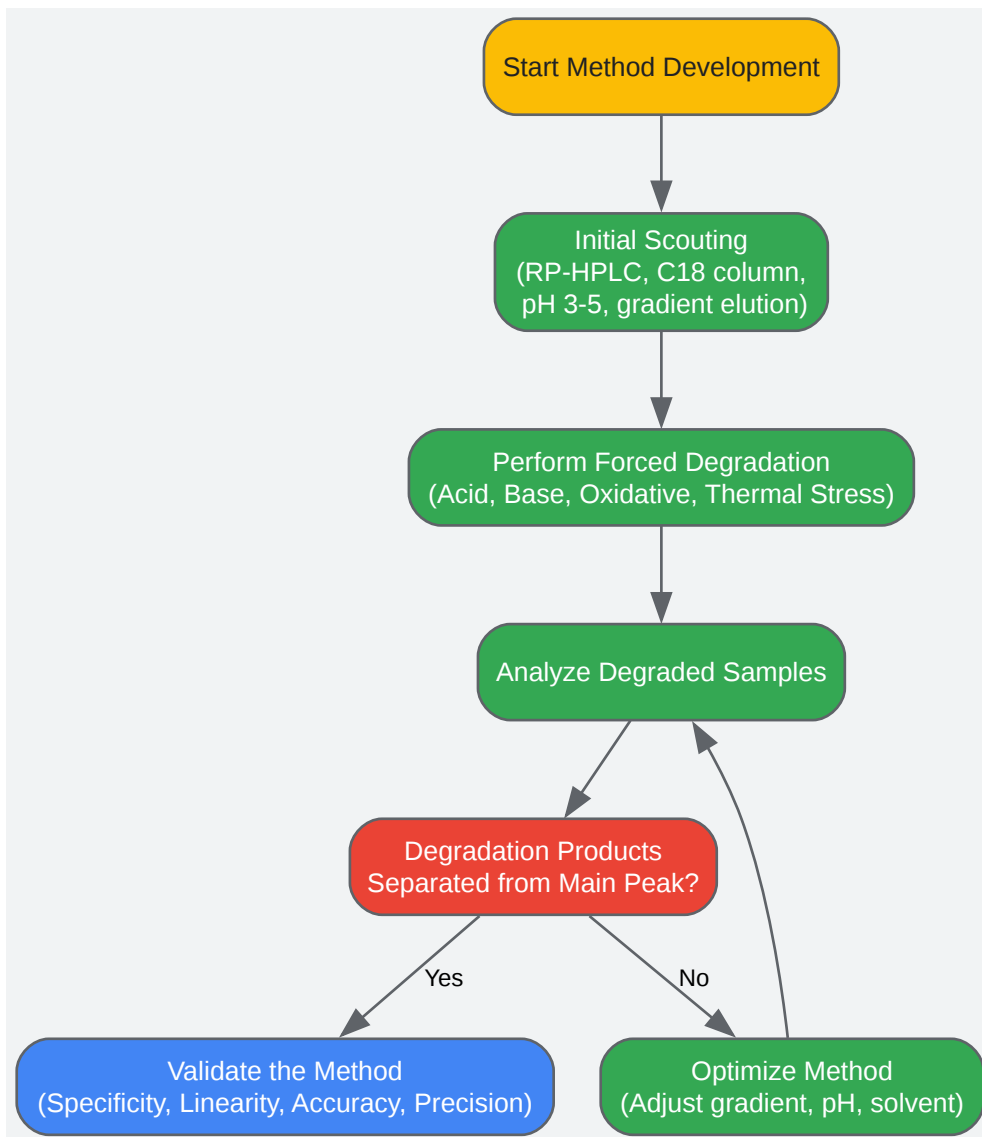 Start Method Development
Initial Scouting
(RP-HPLC, C18 column,
pH 3-5, gradient elution)
Perform Forced Degradation
(Acid, Base, Oxidative, Thermal Stress)
Analyze Degraded Samples
Degradation Products
Separated from Main Peak?
Yes
No
Validate the Method
(Specificity, Linearity, Accuracy, Precision)
Optimize Method
(Adjust gradient, pH, solvent)